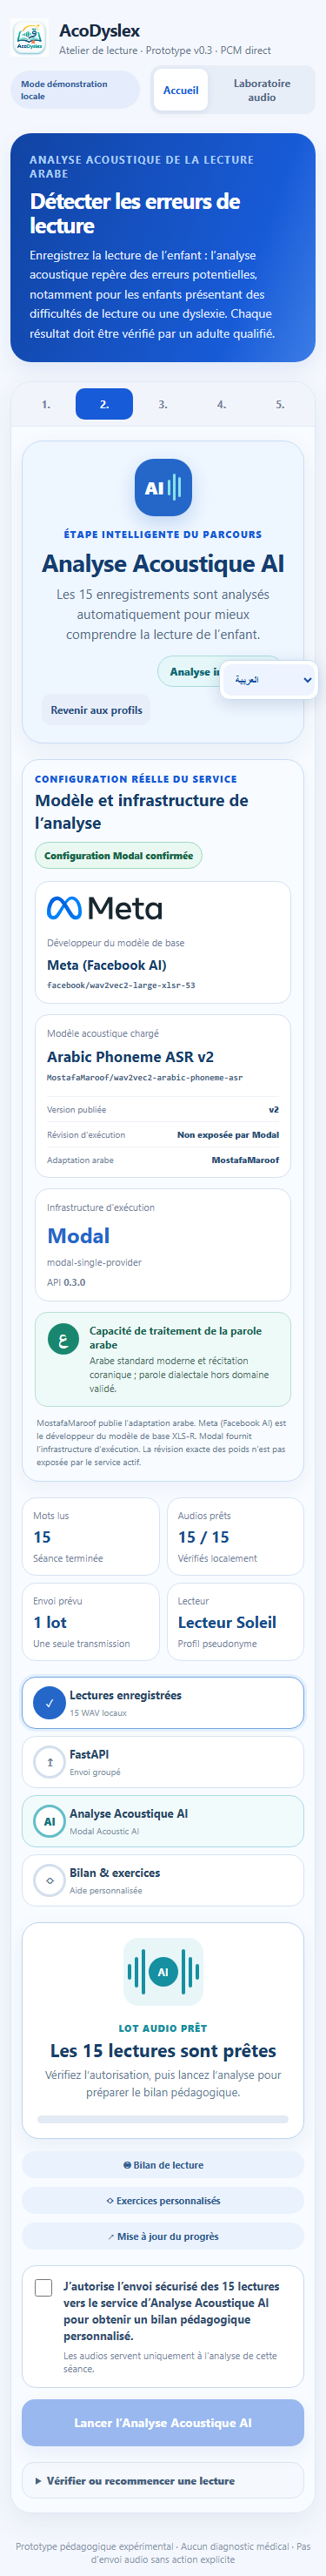 AcoDyslex
AcoDyslex
Atelier de lecture · Prototype v0.3 · PCM direct
Mode démonstration
locale
Accueil
Laboratoire
audio
ANALYSE ACOUSTIQUE DE LA LECTURE
ARABE
Détecter les erreurs de
lecture
Enregistrez la lecture de l’enfant : l’analyse
acoustique repère des erreurs potentielles,
notamment pour les enfants présentant des
difficultés de lecture ou une dyslexie. Chaque
résultat doit être vérifié par un adulte qualifié.
1.
2.
3.
4.
5.
AI
ÉTAPE INTELLIGENTE DU PARCOURS
Analyse Acoustique AI
Les 15 enregistrements sont analysés
automatiquement pour mieux
comprendre la lecture de l’enfant.
Analyse
العربية
Revenir aux profils
CONFIGURATION RÉELLE DU SERVICE
Modèle et infrastructure de
l’analyse
Configuration Modal confirmée
Meta
Développeur du modèle de base
Meta (Facebook AI)
facebook/wav2vec2-large-xlsr-53
Modèle acoustique chargé
Arabic Phoneme ASR v2
MostafaMaroof/wav2vec2-arabic-phoneme-asr
Version publiée v2
Révision d’exécution Non exposée par Modal
Adaptation arabe MostafaMaroof
Infrastructure d’exécution
Modal
modal-single-provider
API 0.3.0
ع
Capacité de traitement de la parole
arabe
Arabe standard moderne et récitation
coranique ; parole dialectale hors domaine
validé.
MostafaMaroof publie l’adaptation arabe. Meta (Facebook AI) est
le développeur du modèle de base XLS-R. Modal fournit
l’infrastructure d’exécution. La révision exacte des poids n’est pas
exposée par le service actif.
Mots lus
15
Séance terminée
Audios prêts
15 / 15
Vérifiés localement
Envoi prévu
1 lot
Une seule transmission
Lecteur
Lecteur Soleil
Profil pseudonyme
✓
Lectures enregistrées
15 WAV locaux
↥
FastAPI
Envoi groupé
AI
Analyse Acoustique AI
Modal Acoustic AI
◇
Bilan & exercices
Aide personnalisée
AI
LOT AUDIO PRÊT
Les 15 lectures sont prêtes
Vérifiez l’autorisation, puis lancez l’analyse pour
préparer le bilan pédagogique.
Bilan de lecture
◇ Exercices personnalisés
↗ Mise à jour du progrès
J’autorise l’envoi sécurisé des 15 lectures
vers le service d’Analyse Acoustique AI
pour obtenir un bilan pédagogique
personnalisé.
Les audios servent uniquement à l’analyse de cette
séance.
Lancer l’Analyse Acoustique AI
▶ Vérifier ou recommencer une lecture
Prototype pédagogique expérimental · Aucun diagnostic médical · Pas
d’envoi audio sans action explicite